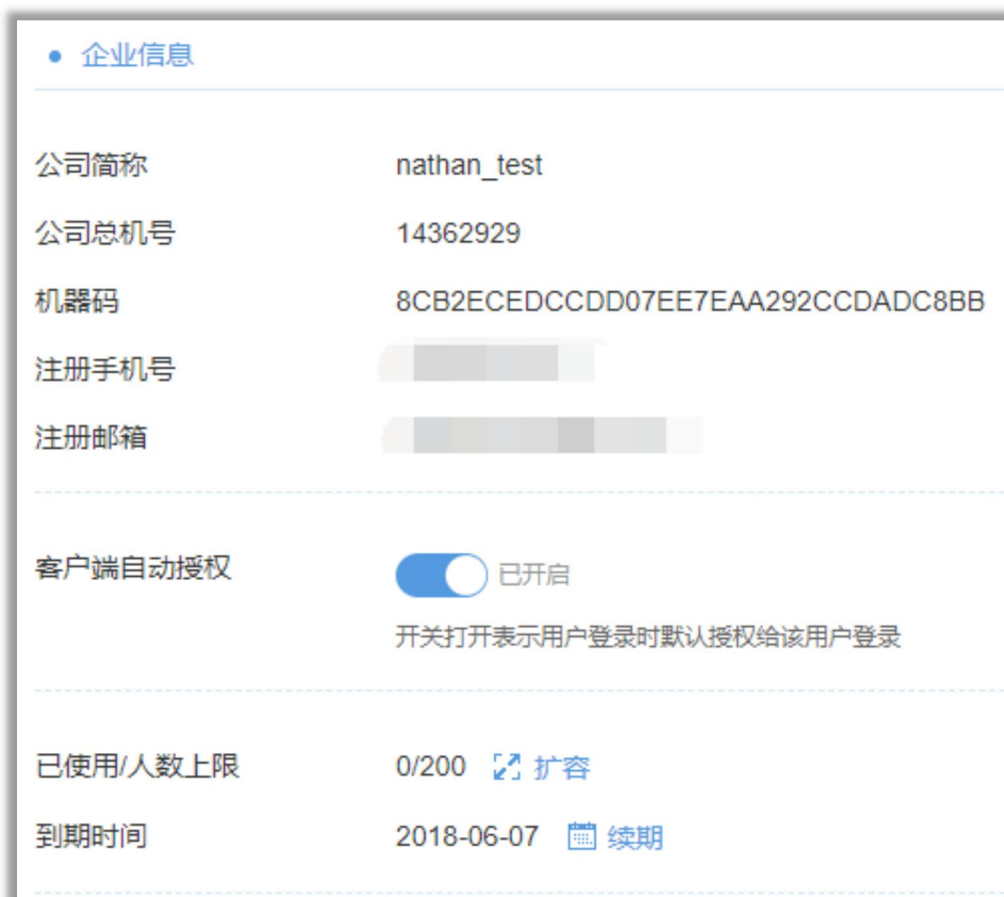 企业信息
公司简称 nathan_test
公司总机号 14362929
机器码 8CB2ECEDCCDD07EE7EAA292CCDADC8BB
注册手机号
注册邮箱
客户端自动授权 已开启
开关打开表示用户登录时默认授权给该用户登录
已使用/人数上限 0/200 扩容
到期时间 2018-06-07 续期